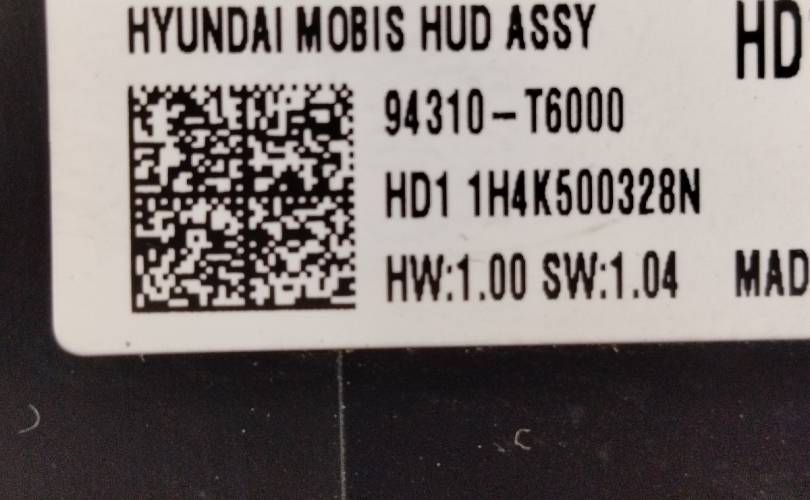 HYUNDAI MOBIS HUD ASSY
HD
94310-T6000
HD1 1H4K500328N
HW:1.00 SW:1.04 MAD